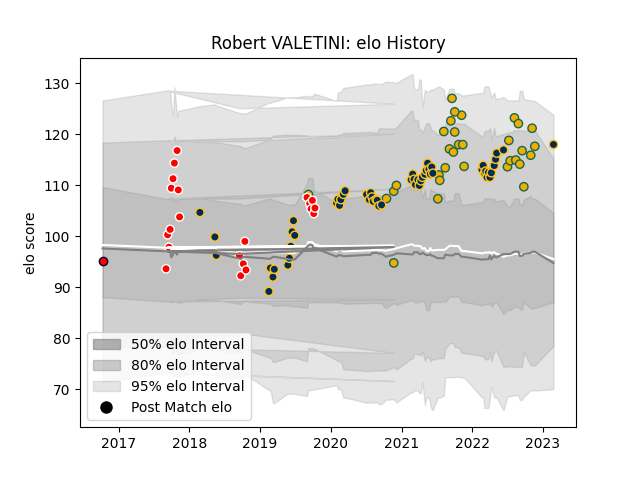 Robert VALETINI: elo History
elo score
130
120
110
100
90
80
70
50% elo Interval
80% elo Interval
95% elo Interval
Post Match elo
2017 2018 2019 2020 2021 2022 2023